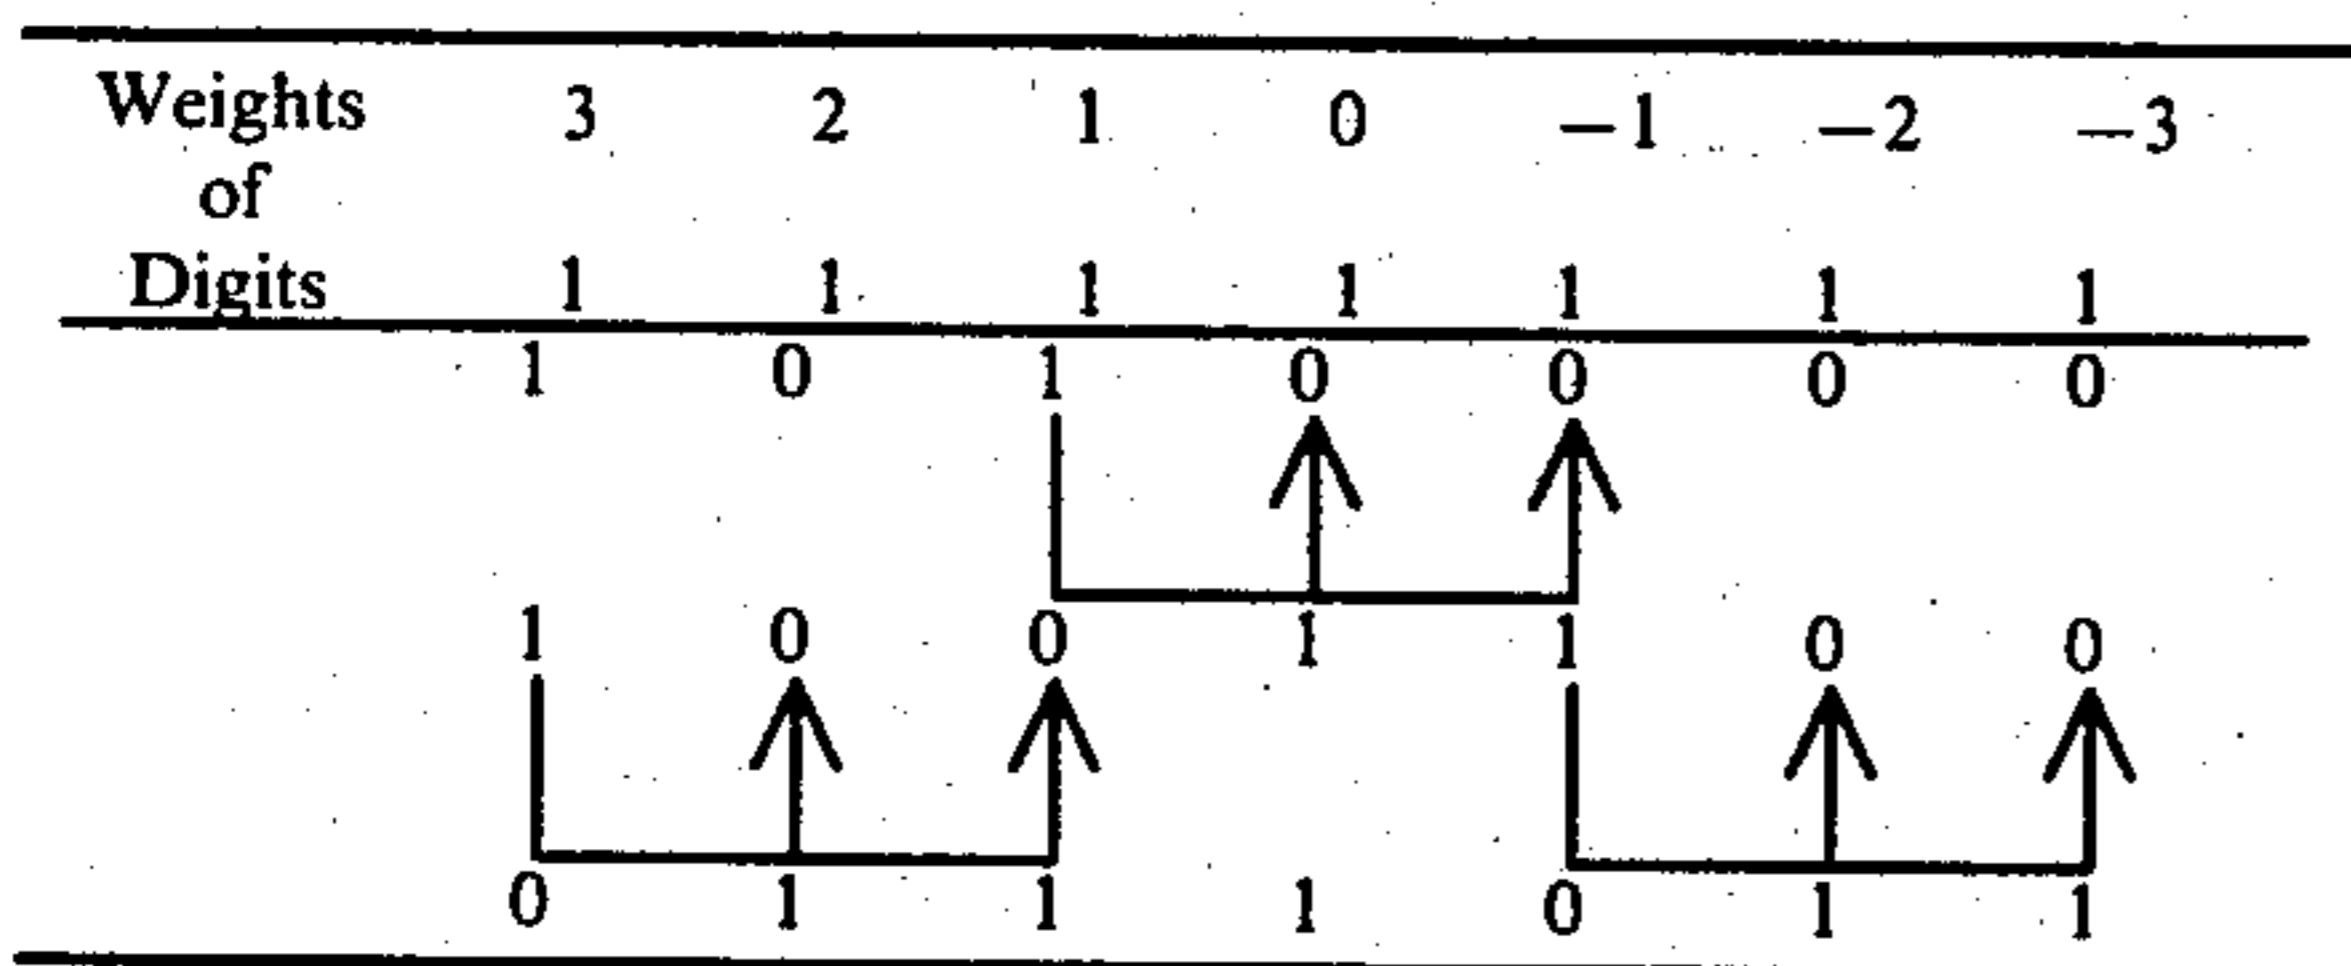 Weights 3 2 1 0 −1 −2 −3
of
Digits 1 1 1 1 1 1 1
1 0 1 0 0 0 0
1 0 0 1 1 0 0
0 1 1 1 0 1 1